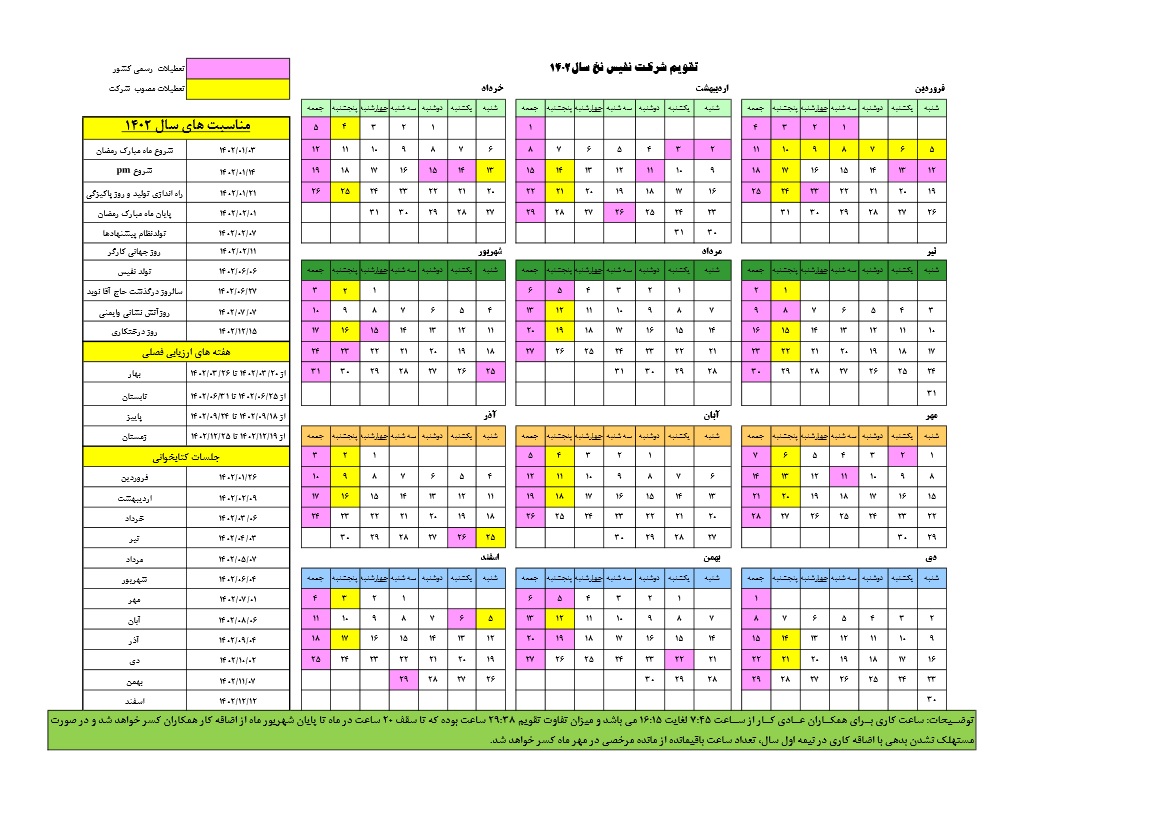 تقویم شرکت نفیس نخ سال ۱۴۰۲
فروردین
شنبه یکشنبه دوشنبه سه شنبه چهارشنبه پنجشنبه جمعه
۱ ۲ ۳ ۴
۵ ۶ ۷ ۸ ۹ ۱۰ ۱۱
۱۲ ۱۳ ۱۴ ۱۵ ۱۶ ۱۷ ۱۸
۱۹ ۲۰ ۲۱ ۲۲ ۲۳ ۲۴ ۲۵
۲۶ ۲۷ ۲۸ ۲۹ ۳۰ ۳۱
اردیبهشت
شنبه یکشنبه دوشنبه سه شنبه چهارشنبه پنجشنبه جمعه
۱
۲ ۳ ۴ ۵ ۶ ۷ ۸
۹ ۱۰ ۱۱ ۱۲ ۱۳ ۱۴ ۱۵
۱۶ ۱۷ ۱۸ ۱۹ ۲۰ ۲۱ ۲۲
۲۳ ۲۴ ۲۵ ۲۶ ۲۷ ۲۸ ۲۹
۳۰ ۳۱
خرداد
شنبه یکشنبه دوشنبه سه شنبه چهارشنبه پنجشنبه جمعه
۱ ۲ ۳ ۴ ۵
۶ ۷ ۸ ۹ ۱۰ ۱۱ ۱۲
۱۳ ۱۴ ۱۵ ۱۶ ۱۷ ۱۸ ۱۹
۲۰ ۲۱ ۲۲ ۲۳ ۲۴ ۲۵ ۲۶
۲۷ ۲۸ ۲۹ ۳۰ ۳۱
تیر
شنبه یکشنبه دوشنبه سه شنبه چهارشنبه پنجشنبه جمعه
۱ ۲
۳ ۴ ۵ ۶ ۷ ۸ ۹
۱۰ ۱۱ ۱۲ ۱۳ ۱۴ ۱۵ ۱۶
۱۷ ۱۸ ۱۹ ۲۰ ۲۱ ۲۲ ۲۳
۲۴ ۲۵ ۲۶ ۲۷ ۲۸ ۲۹ ۳۰
۳۱
مرداد
شنبه یکشنبه دوشنبه سه شنبه چهارشنبه پنجشنبه جمعه
۱ ۲ ۳ ۴ ۵ ۶
۷ ۸ ۹ ۱۰ ۱۱ ۱۲ ۱۳
۱۴ ۱۵ ۱۶ ۱۷ ۱۸ ۱۹ ۲۰
۲۱ ۲۲ ۲۳ ۲۴ ۲۵ ۲۶ ۲۷
۲۸ ۲۹ ۳۰ ۳۱
شهریور
شنبه یکشنبه دوشنبه سه شنبه چهارشنبه پنجشنبه جمعه
۱ ۲ ۳
۴ ۵ ۶ ۷ ۸ ۹ ۱۰
۱۱ ۱۲ ۱۳ ۱۴ ۱۵ ۱۶ ۱۷
۱۸ ۱۹ ۲۰ ۲۱ ۲۲ ۲۳ ۲۴
۲۵ ۲۶ ۲۷ ۲۸ ۲۹ ۳۰ ۳۱
مهر
شنبه یکشنبه دوشنبه سه شنبه چهارشنبه پنجشنبه جمعه
۱ ۲ ۳ ۴ ۵ ۶ ۷
۸ ۹ ۱۰ ۱۱ ۱۲ ۱۳ ۱۴
۱۵ ۱۶ ۱۷ ۱۸ ۱۹ ۲۰ ۲۱
۲۲ ۲۳ ۲۴ ۲۵ ۲۶ ۲۷ ۲۸
۲۹ ۳۰
آبان
شنبه یکشنبه دوشنبه سه شنبه چهارشنبه پنجشنبه جمعه
۱ ۲ ۳ ۴ ۵
۶ ۷ ۸ ۹ ۱۰ ۱۱ ۱۲
۱۳ ۱۴ ۱۵ ۱۶ ۱۷ ۱۸ ۱۹
۲۰ ۲۱ ۲۲ ۲۳ ۲۴ ۲۵ ۲۶
۲۷ ۲۸ ۲۹ ۳۰
آذر
شنبه یکشنبه دوشنبه سه شنبه چهارشنبه پنجشنبه جمعه
۱ ۲ ۳
۴ ۵ ۶ ۷ ۸ ۹ ۱۰
۱۱ ۱۲ ۱۳ ۱۴ ۱۵ ۱۶ ۱۷
۱۸ ۱۹ ۲۰ ۲۱ ۲۲ ۲۳ ۲۴
۲۵ ۲۶ ۲۷ ۲۸ ۲۹ ۳۰
دی
شنبه یکشنبه دوشنبه سه شنبه چهارشنبه پنجشنبه جمعه
۱
۲ ۳ ۴ ۵ ۶ ۷ ۸
۹ ۱۰ ۱۱ ۱۲ ۱۳ ۱۴ ۱۵
۱۶ ۱۷ ۱۸ ۱۹ ۲۰ ۲۱ ۲۲
۲۳ ۲۴ ۲۵ ۲۶ ۲۷ ۲۸ ۲۹
۳۰
بهمن
شنبه یکشنبه دوشنبه سه شنبه چهارشنبه پنجشنبه جمعه
۱ ۲ ۳ ۴ ۵ ۶
۷ ۸ ۹ ۱۰ ۱۱ ۱۲ ۱۳
۱۴ ۱۵ ۱۶ ۱۷ ۱۸ ۱۹ ۲۰
۲۱ ۲۲ ۲۳ ۲۴ ۲۵ ۲۶ ۲۷
۲۸ ۲۹ ۳۰
اسفند
شنبه یکشنبه دوشنبه سه شنبه چهارشنبه پنجشنبه جمعه
۱ ۲ ۳ ۴
۵ ۶ ۷ ۸ ۹ ۱۰ ۱۱
۱۲ ۱۳ ۱۴ ۱۵ ۱۶ ۱۷ ۱۸
۱۹ ۲۰ ۲۱ ۲۲ ۲۳ ۲۴ ۲۵
۲۶ ۲۷ ۲۸ ۲۹
تعطیلات رسمی کشور
تعطیلات مصوب شرکت
مناسبت های سال ۱۴۰۲
۱۴۰۲/۰۱/۰۳ شروع ماه مبارک رمضان
۱۴۰۲/۰۱/۱۴ شروع pm
۱۴۰۲/۰۱/۲۱ راه اندازی تولید و روز پاکیزگی
۱۴۰۲/۰۲/۰۱ پایان ماه مبارک رمضان
۱۴۰۲/۰۲/۰۷ تولدنظام پیشنهادها
۱۴۰۲/۰۲/۱۱ روز جهانی کارگر
۱۴۰۲/۰۶/۰۶ تولد نفیس
۱۴۰۲/۰۶/۲۷ سالروز درگذشت حاج آقا نوید
۱۴۰۲/۰۷/۰۷ روزآتش نشانی وایمنی
۱۴۰۲/۱۲/۱۵ روز درختکاری
هفته های ارزیابی فصلی
از ۱۴۰۲/۰۳/۲۰ تا ۱۴۰۲/۰۳/۲۶ بهار
از ۱۴۰۲/۰۶/۲۵ تا ۱۴۰۲/۰۶/۳۱ تابستان
از ۱۴۰۲/۰۹/۱۸ تا ۱۴۰۲/۰۹/۲۴ پاییز
از ۱۴۰۲/۱۲/۱۹ تا ۱۴۰۲/۱۲/۲۵ زمستان
جلسات کتابخوانی
۱۴۰۲/۰۱/۲۶ فروردین
۱۴۰۲/۰۲/۰۹ اردیبهشت
۱۴۰۲/۰۳/۰۶ خرداد
۱۴۰۲/۰۴/۰۳ تیر
۱۴۰۲/۰۵/۰۷ مرداد
۱۴۰۲/۰۶/۰۴ شهریور
۱۴۰۲/۰۷/۰۱ مهر
۱۴۰۲/۰۸/۰۶ آبان
۱۴۰۲/۰۹/۰۴ آذر
۱۴۰۲/۱۰/۰۲ دی
۱۴۰۲/۱۱/۰۷ بهمن
۱۴۰۲/۱۲/۱۲ اسفند
توضیحات: ساعت کاری برای همکاران عادی کار از ساعت ۷:۴۵ لغایت ۱۶:۱۵ می باشد و میزان تفاوت تقویم ۲۹:۳۸ ساعت بوده که تا سقف ۲۰ ساعت در ماه تا پایان شهریور ماه از اضافه کار همکاران کسر خواهد شد و در صورت
مستهلک نشدن بدهی با اضافه کاری در نیمه اول سال، تعداد ساعت باقیمانده از مانده مرخصی در مهر ماه کسر خواهد شد.